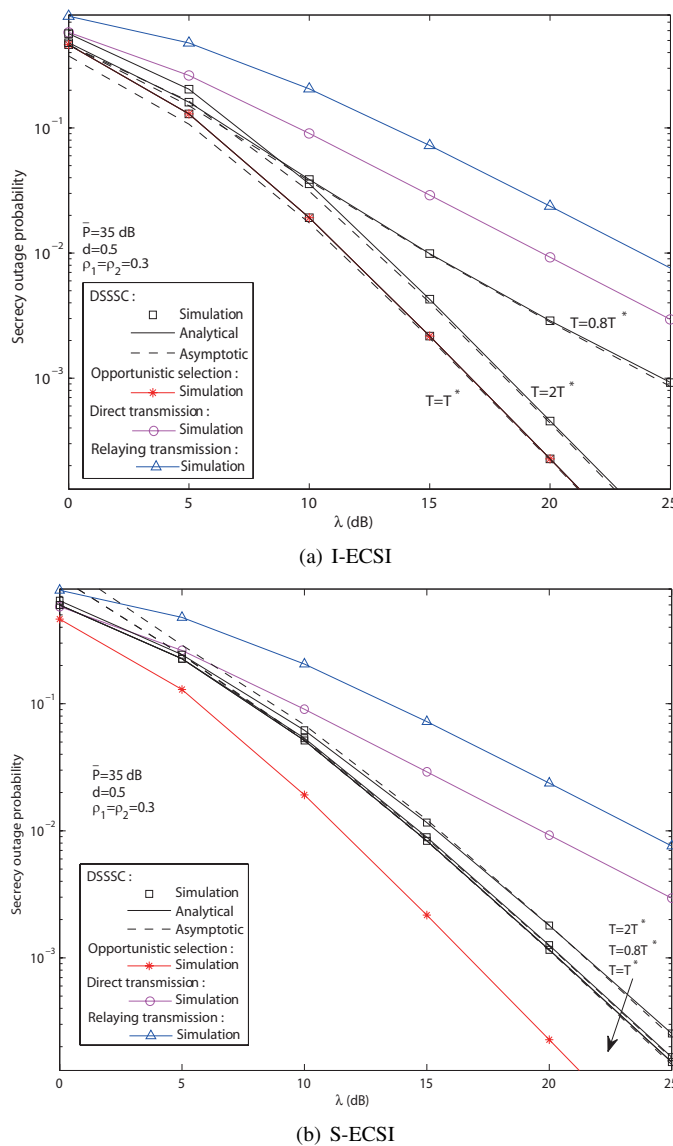 10^-1
10^-2
10^-3
Secrecy outage probability
P̄=35 dB
d=0.5
ρ1=ρ2=0.3
DSSSC :
Simulation
Analytical
Asymptotic
Opportunistic selection :
Simulation
Direct transmission :
Simulation
Relaying transmission :
Simulation
T=0.8T*
T=2T*
T=T*
0 5 10 15 20 25
λ (dB)
(a) I-ECSI
10^-1
10^-2
10^-3
Secrecy outage probability
P̄=35 dB
d=0.5
ρ1=ρ2=0.3
DSSSC :
Simulation
Analytical
Asymptotic
Opportunistic selection :
Simulation
Direct transmission :
Simulation
Relaying transmission :
Simulation
T=2T*
T=0.8T*
T=T*
0 5 10 15 20 25
λ (dB)
(b) S-ECSI